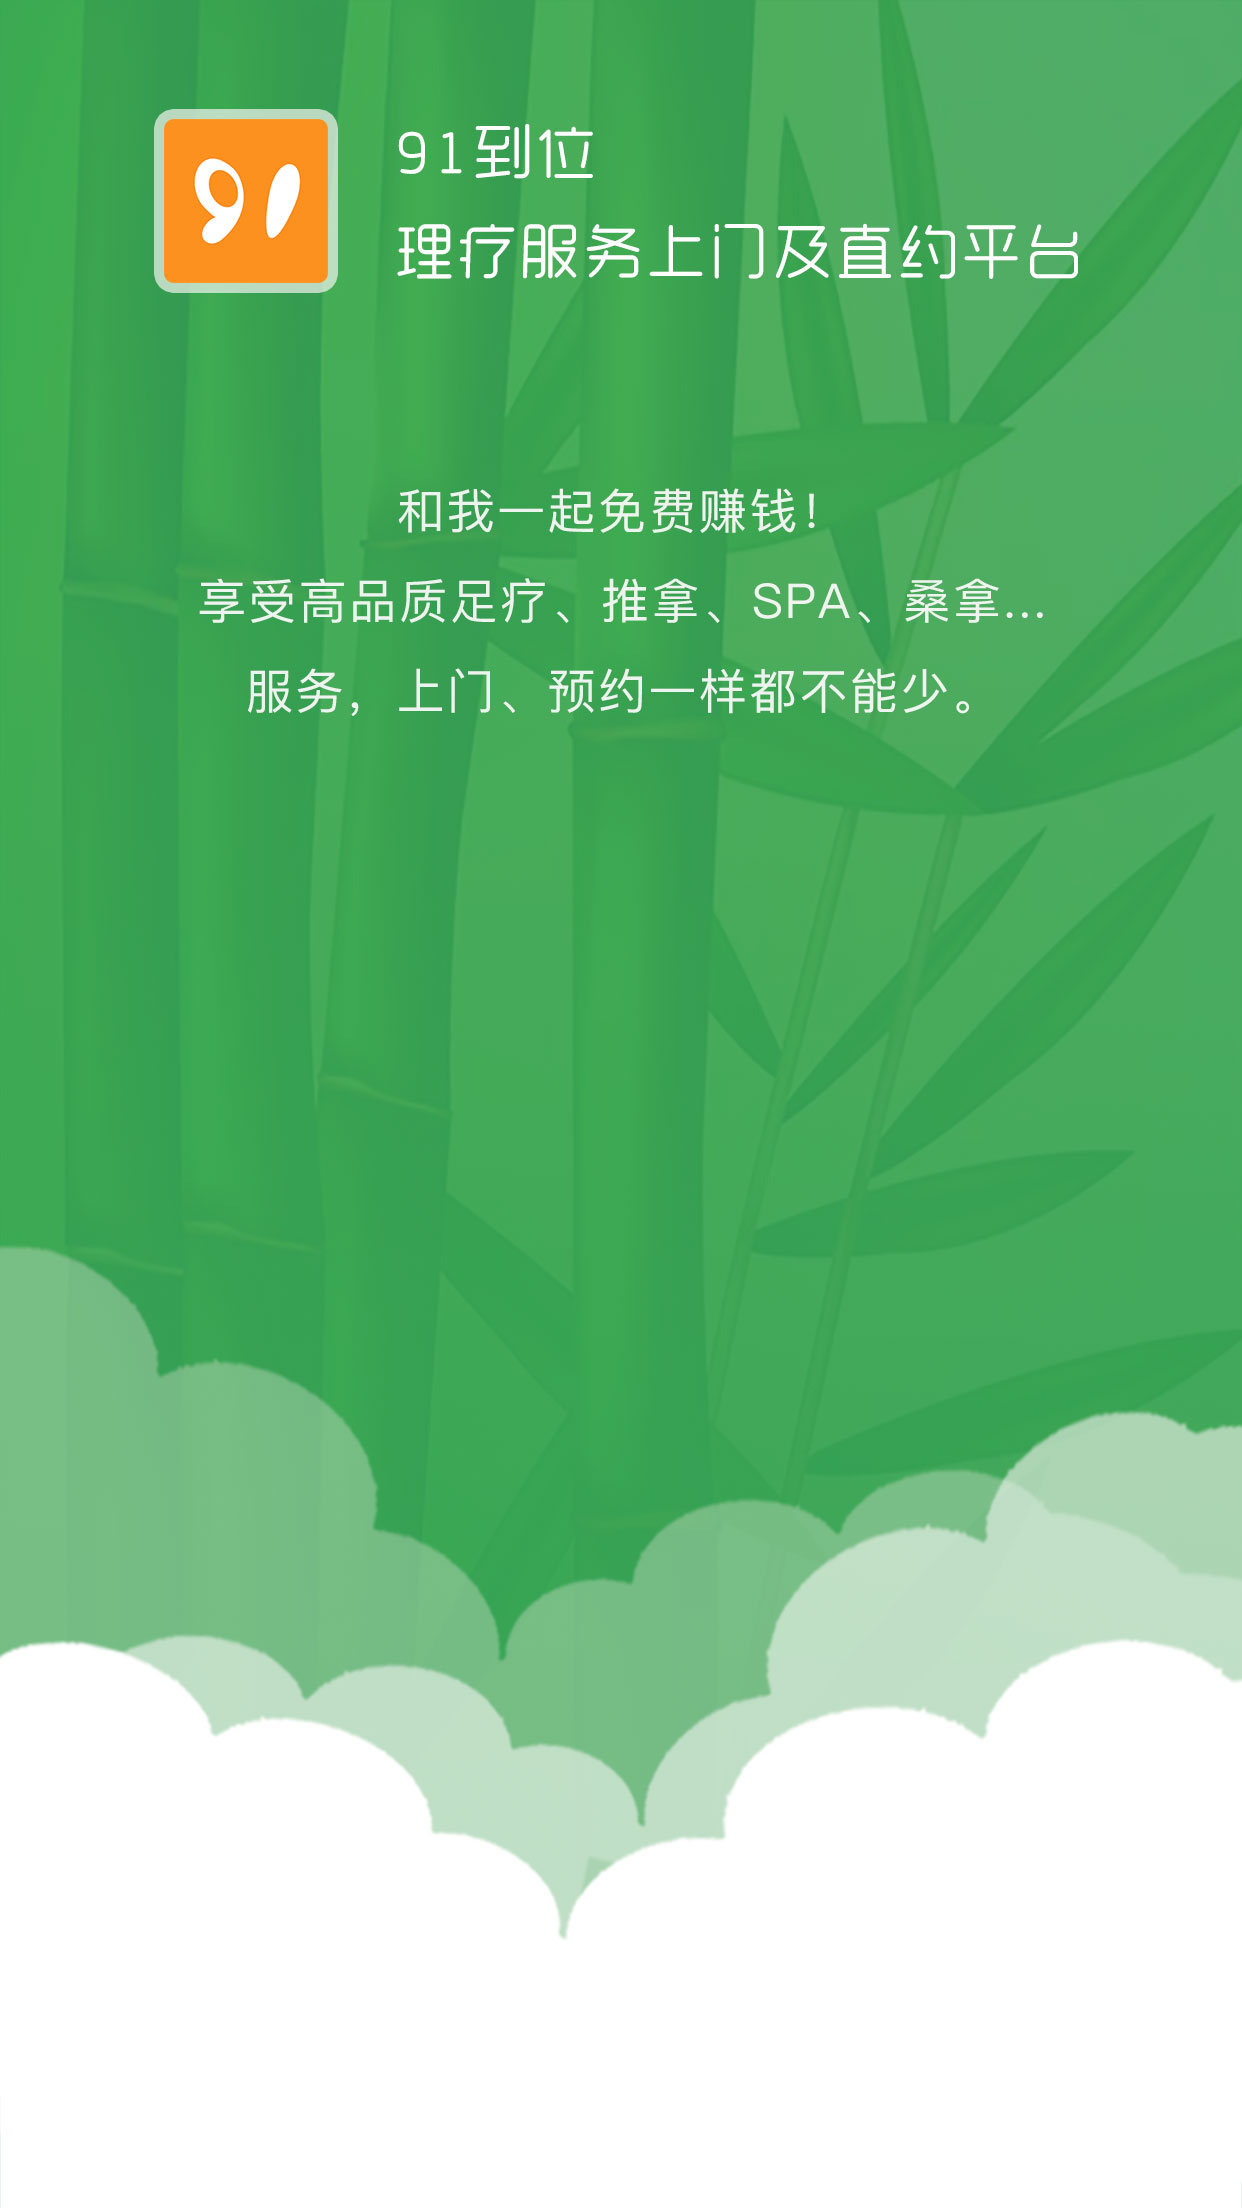 91
91到位
理疗服务上门及直约平台
和我一起免费赚钱！
享受高品质足疗、推拿、SPA、桑拿...
服务，上门、预约一样都不能少。